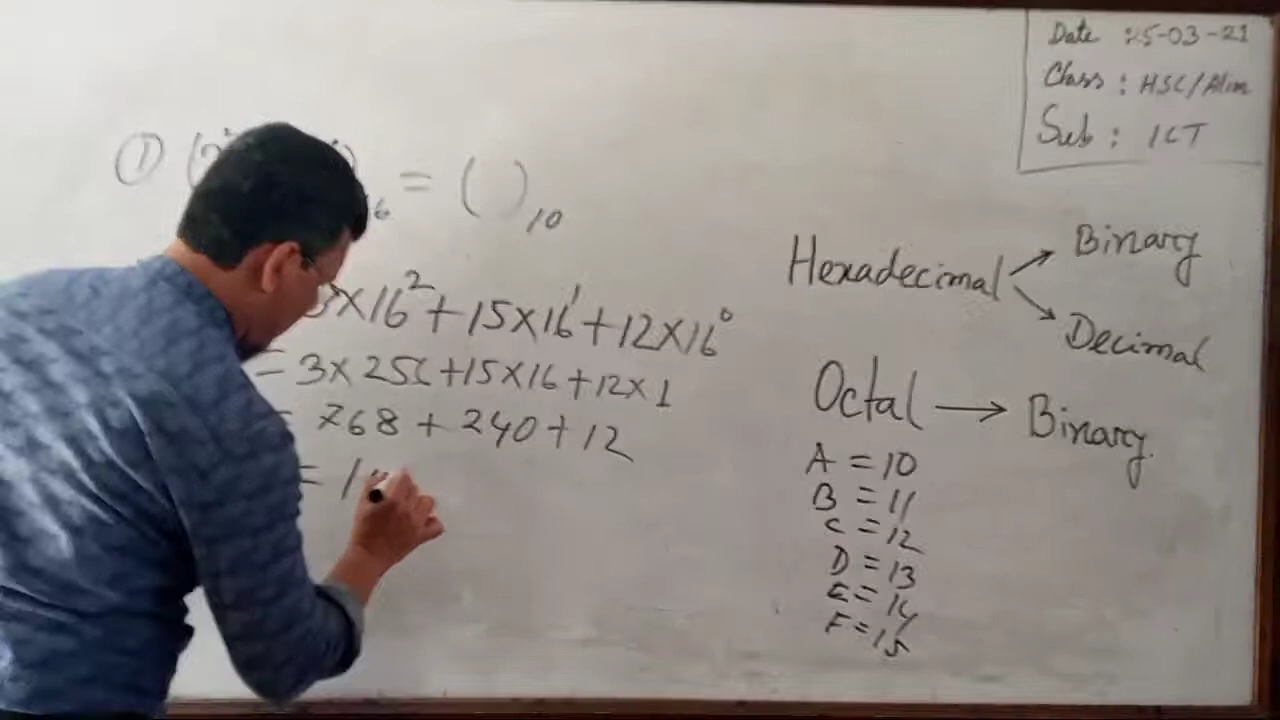 Date : 25-03-21
Class : HSC/Alim
Sub : ICT
① ( = ( )₁₀
3×16²+15×16¹+12×16⁰
= 3×256+15×16+12×1
= 768 + 240 + 12
= 1
Hexadecimal → Binary
→ Decimal
Octal → Binary
A = 10
B = 11
C = 12
D = 13
E = 14
F = 15